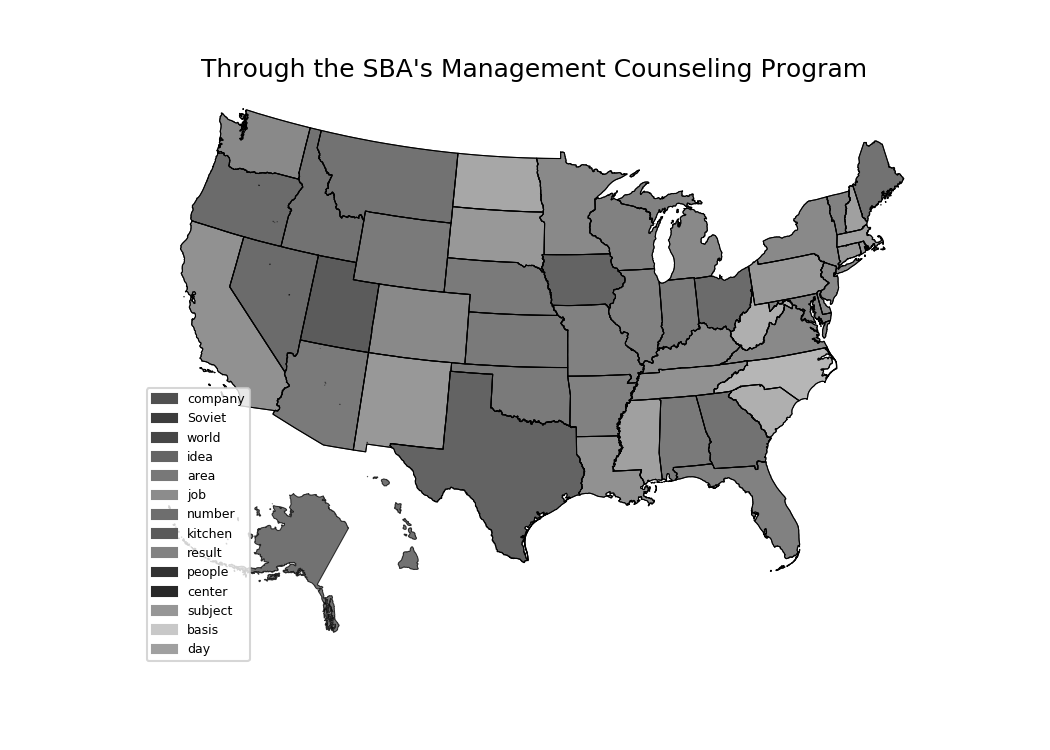 Through the SBA's Management Counseling Program
company
Soviet
world
idea
area
job
number
kitchen
result
people
center
subject
basis
day